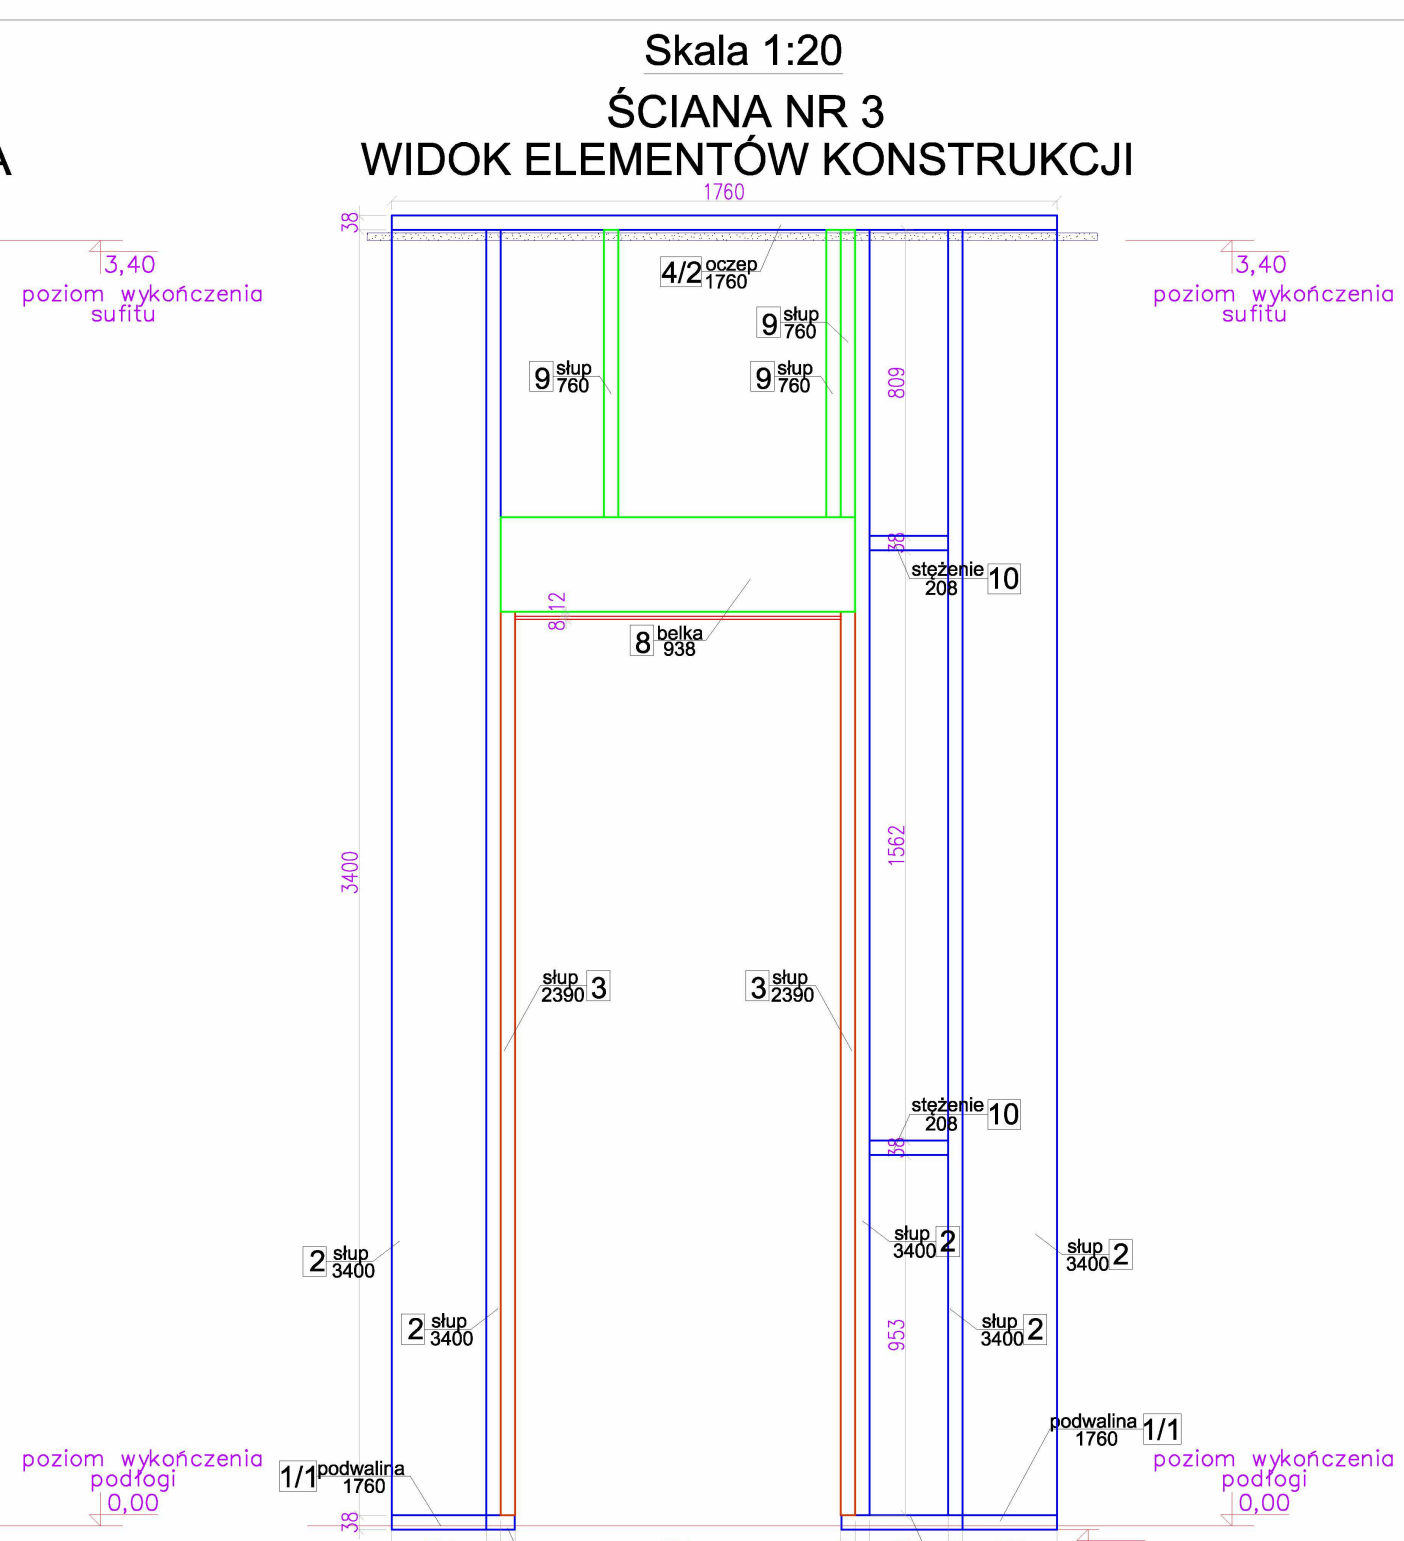 Skala 1:20
ŚCIANA NR 3
A
WIDOK ELEMENTÓW KONSTRUKCJI
1760
38
3,40
poziom wykończenia
sufitu
3,40
poziom wykończenia
sufitu
4/2 oczep
1760
9 słup
760
9 słup
760
9 słup
760
809
38
stężenie 10
208
12
8
8 belka
938
3400
1562
słup 3
2390
3 słup
2390
stężenie 10
208
38
2 słup
3400
słup 2
3400
słup 2
3400
2 słup
3400
953
słup 2
3400
podwalina 1/1
1760
poziom wykończenia
podłogi
0,00
1/1 podwalina
1760
38
poziom wykończenia
podłogi
0,00